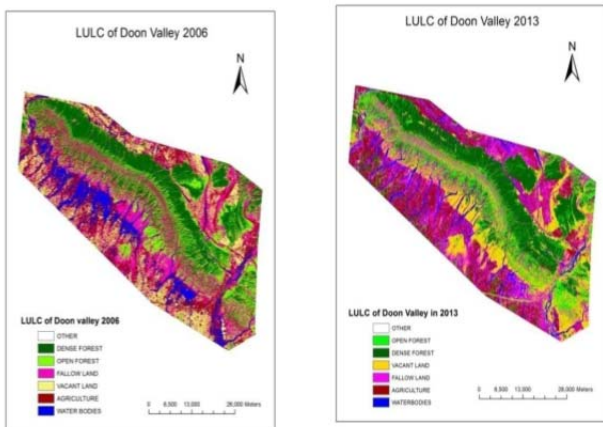 LULC of Doon Valley 2006
N
LULC of Doon valley 2006
OTHER
DENSE FOREST
OPEN FOREST
FALLOW LAND
VACANT LAND
AGRICULTURE
WATER BODIES
0 6,500 13,000 26,000 Meters
LULC of Doon Valley 2013
N
LULC of Doon Valley in 2013
OTHER
OPEN FOREST
DENSE FOREST
VACANT LAND
FALLOW LAND
AGRICULTURE
WATERBODIES
0 6,500 13,000 26,000 Meters